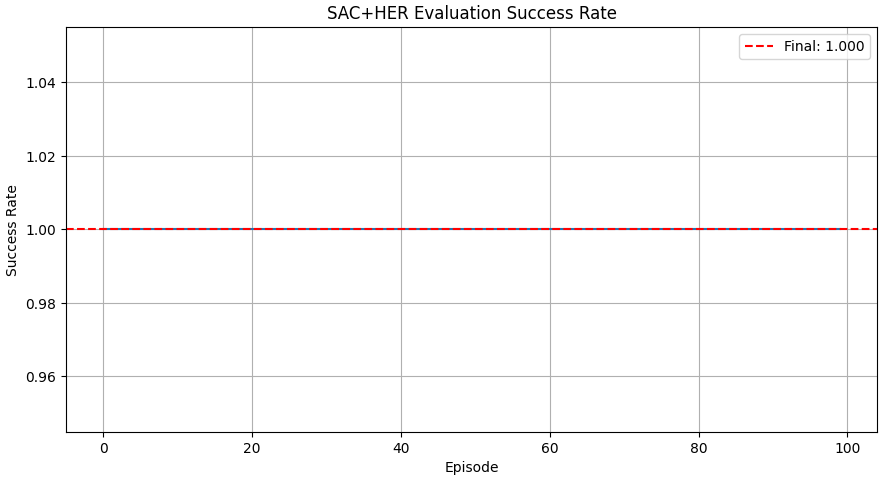 SAC+HER Evaluation Success Rate
Final: 1.000
Success Rate
1.04
1.02
1.00
0.98
0.96
0 20 40 60 80 100
Episode